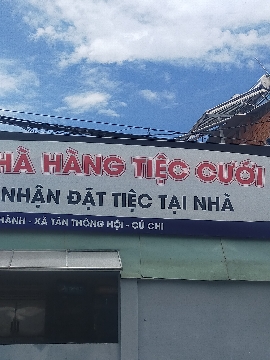 HÀ HÀNG TIỆC CƯỚI
NHẬN ĐẶT TIỆC TẠI NHÀ
HÀNH - XÃ TÂN THÔNG HỘI - CỦ CHI